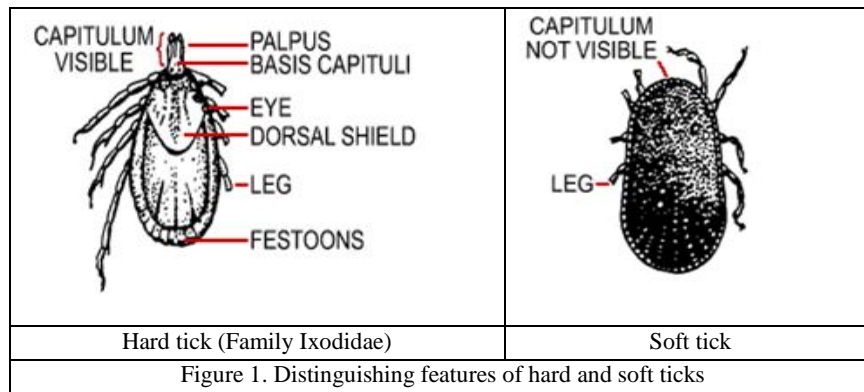 CAPITULUM
VISIBLE
PALPUS
BASIS CAPITULI
EYE
DORSAL SHIELD
LEG
FESTOONS
CAPITULUM
NOT VISIBLE
LEG
Hard tick (Family Ixodidae)
Soft tick
Figure 1. Distinguishing features of hard and soft ticks